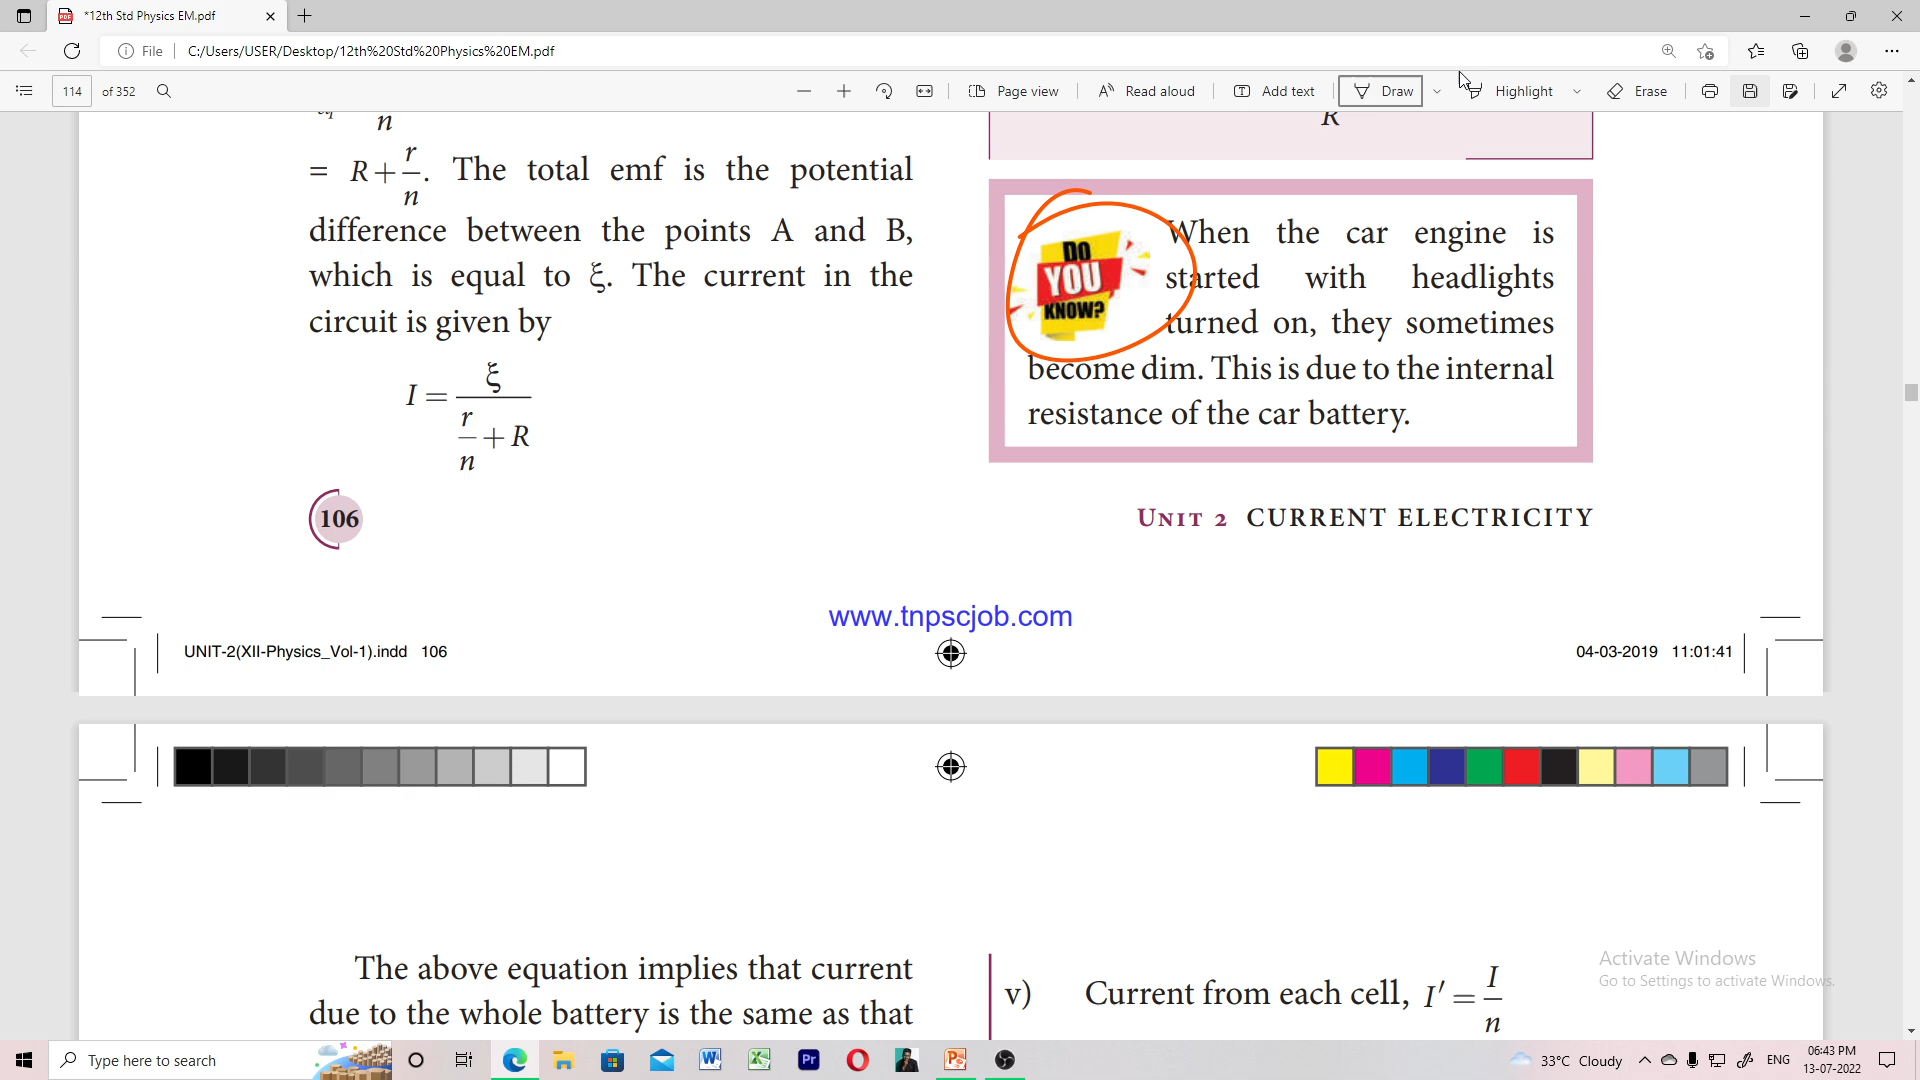 *12th Std Physics EM.pdf
File
C:/Users/USER/Desktop/12th%20Std%20Physics%20EM.pdf
114 of 352
Page view
Read aloud
Add text
Draw
Highlight
Erase
n
= R + r/n. The total emf is the potential
difference between the points A and B,
which is equal to ξ. The current in the
circuit is given by
I = ξ / (r/n + R)
106
R
DO
YOU
KNOW?
When the car engine is
started with headlights
turned on, they sometimes
become dim. This is due to the internal
resistance of the car battery.
UNIT 2 CURRENT ELECTRICITY
www.tnpscjob.com
UNIT-2(XII-Physics_Vol-1).indd 106
04-03-2019 11:01:41
The above equation implies that current
due to the whole battery is the same as that
v) Current from each cell, I′ = I/n
Activate Windows
Go to Settings to activate Windows.
Type here to search
33°C Cloudy
ENG
06:43 PM
13-07-2022